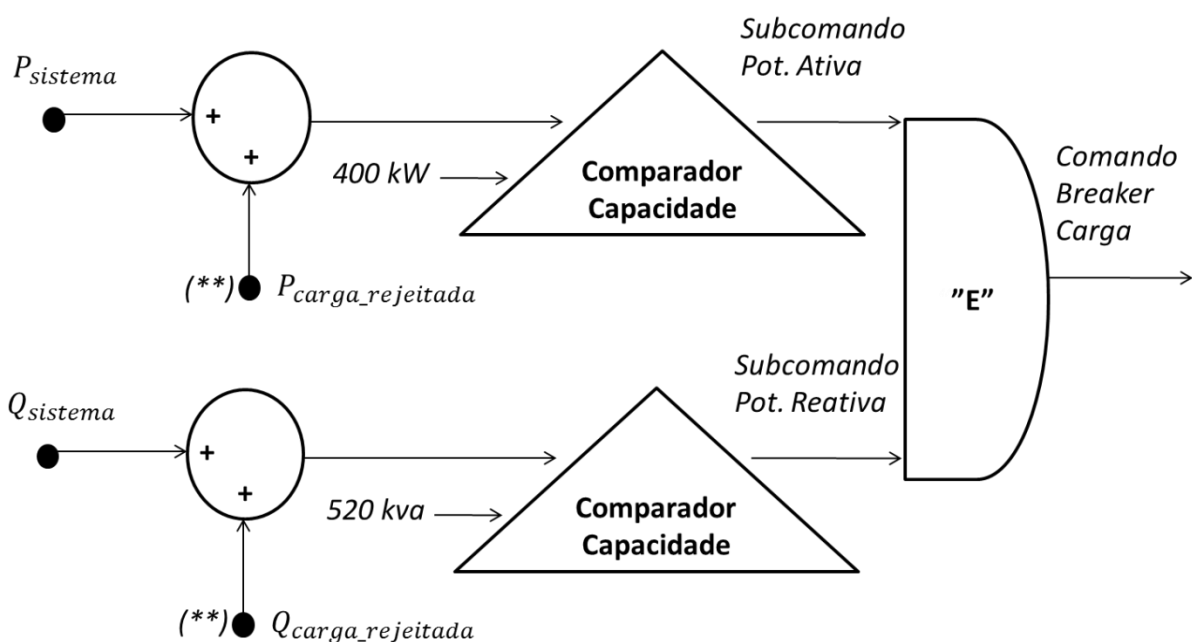 Subcomando
Pot. Ativa
P_sistema
+
+
400 kW
Comparador
Capacidade
Comando
Breaker
Carga
(**) P_carga_rejeitada
"E"
Subcomando
Pot. Reativa
Q_sistema
+
+
520 kva
Comparador
Capacidade
(**) Q_carga_rejeitada